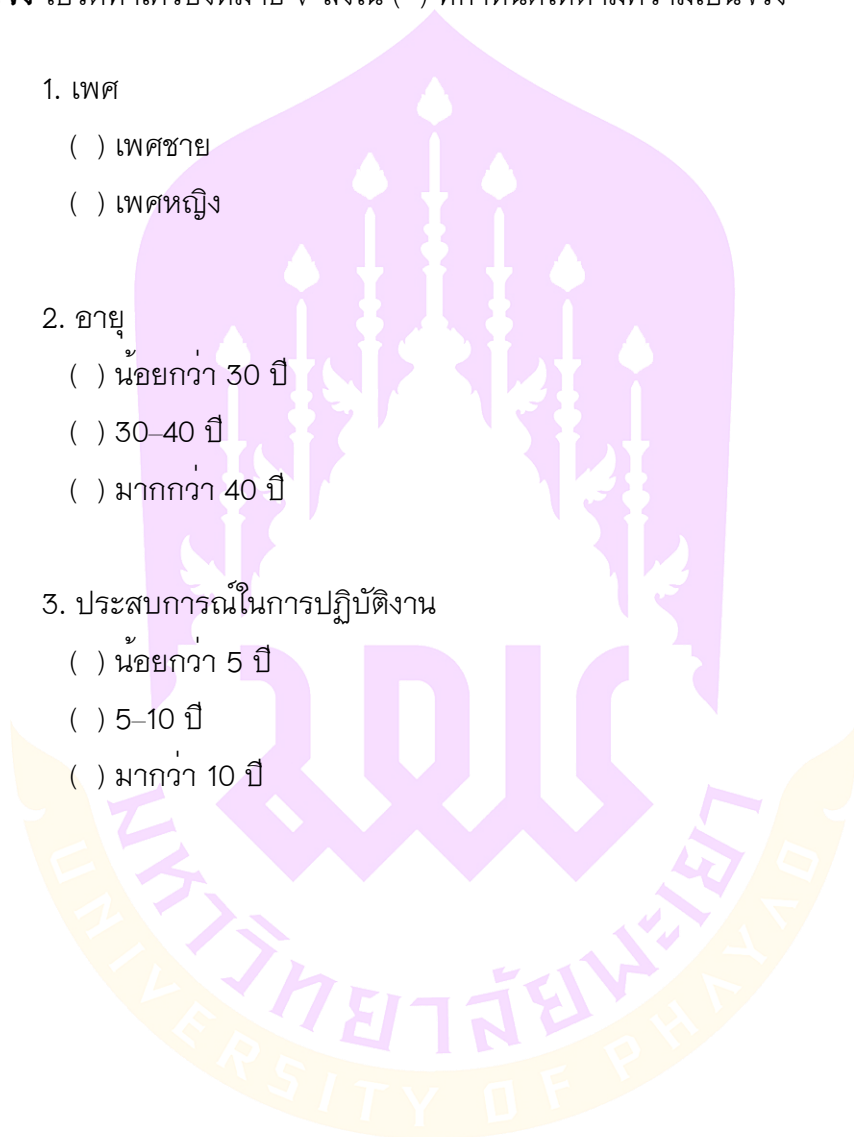 1. เพศ
( ) เพศชาย
( ) เพศหญิง
2. อายุ
( ) น้อยกว่า 30 ปี
( ) 30–40 ปี
( ) มากกว่า 40 ปี
3. ประสบการณ์ในการปฏิบัติงาน
( ) น้อยกว่า 5 ปี
( ) 5–10 ปี
( ) มากว่า 10 ปี
มหาวิทยาลัยพะเยา
UNIVERSITY OF PHAYAO